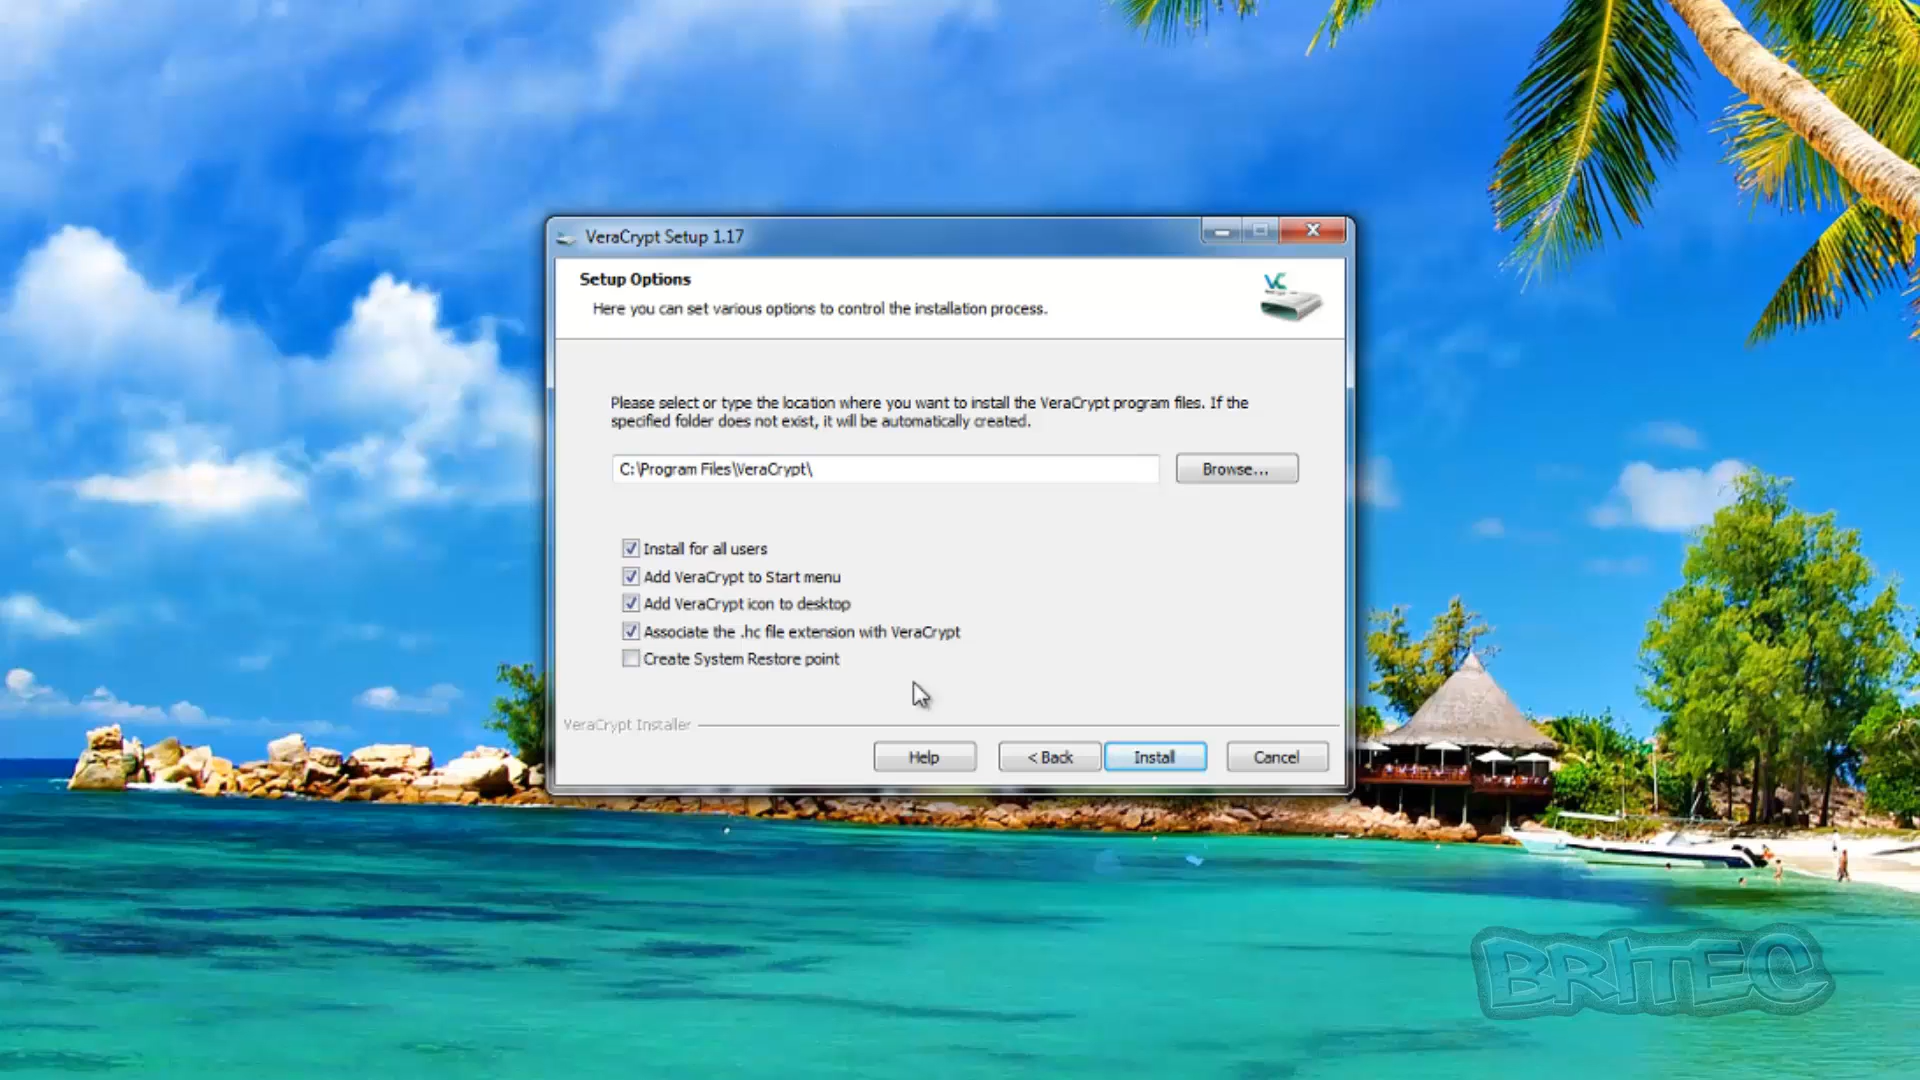 VeraCrypt Setup 1.17
Setup Options
Here you can set various options to control the installation process.
VC
Please select or type the location where you want to install the VeraCrypt program files. If the
specified folder does not exist, it will be automatically created.
C:\Program Files\VeraCrypt\
Browse...
Install for all users
Add VeraCrypt to Start menu
Add VeraCrypt icon to desktop
Associate the .hc file extension with VeraCrypt
Create System Restore point
VeraCrypt Installer
Help
< Back
Install
Cancel
BRITEC